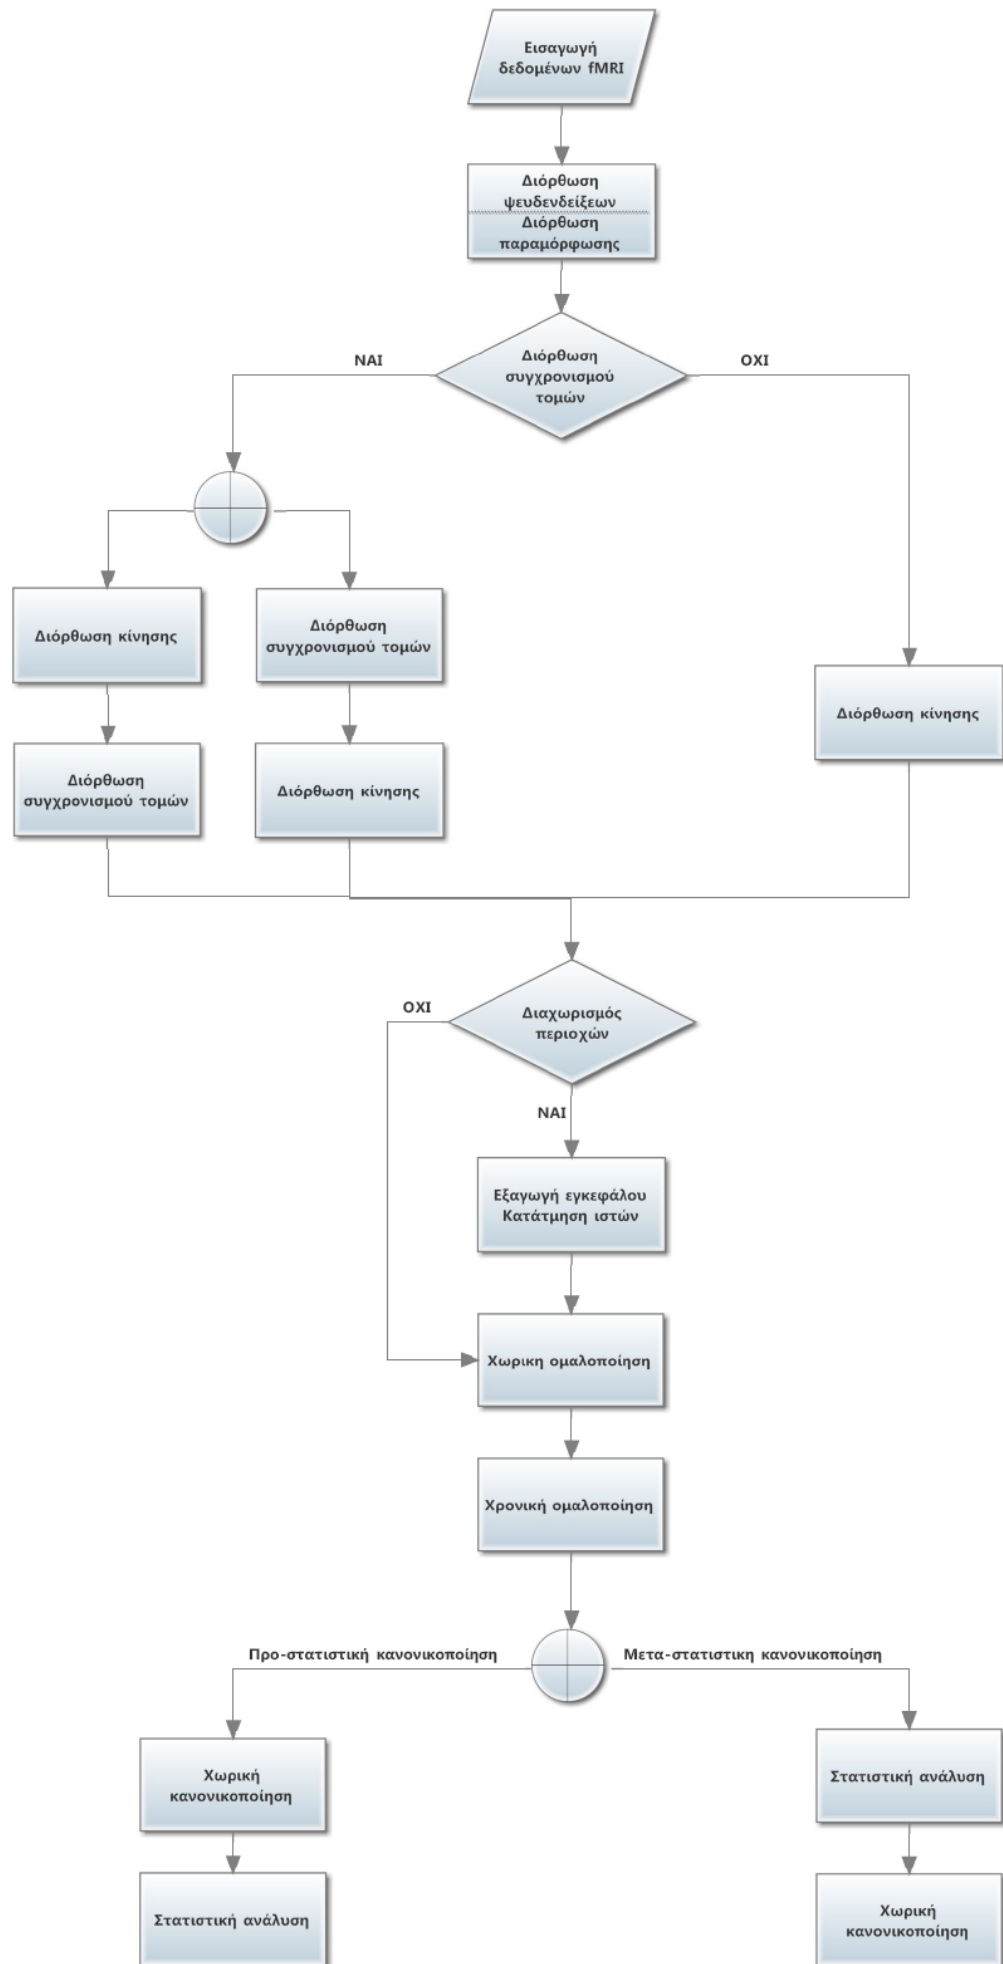 Εισαγωγή
δεδομένων fMRI
Διόρθωση
ψευδενδείξεων
Διόρθωση
παραμόρφωσης
ΝΑΙ
Διόρθωση
συγχρονισμού
τομών
ΟΧΙ
Διόρθωση κίνησης
Διόρθωση
συγχρονισμού τομών
Διόρθωση κίνησης
Διόρθωση
συγχρονισμού τομών
Διόρθωση κίνησης
ΟΧΙ
Διαχωρισμός
περιοχών
ΝΑΙ
Εξαγωγή εγκεφάλου
Κατάτμηση ιστών
Χωρικη ομαλοποίηση
Χρονική ομαλοποίηση
Προ-στατιστική κανονικοποίηση
Μετα-στατιστικη κανονικοποίηση
Χωρική
κανονικοποίηση
Στατιστική ανάλυση
Στατιστική ανάλυση
Χωρική
κανονικοποίηση